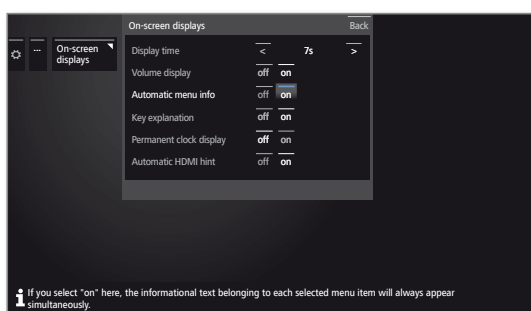 On-screen displays Back
... On-screen
displays
Display time < 7s >
Volume display off on
Automatic menu info off on
Key explanation off on
Permanent clock display off on
Automatic HDMI hint off on
If you select "on" here, the informational text belonging to each selected menu item will always appear
simultaneously.